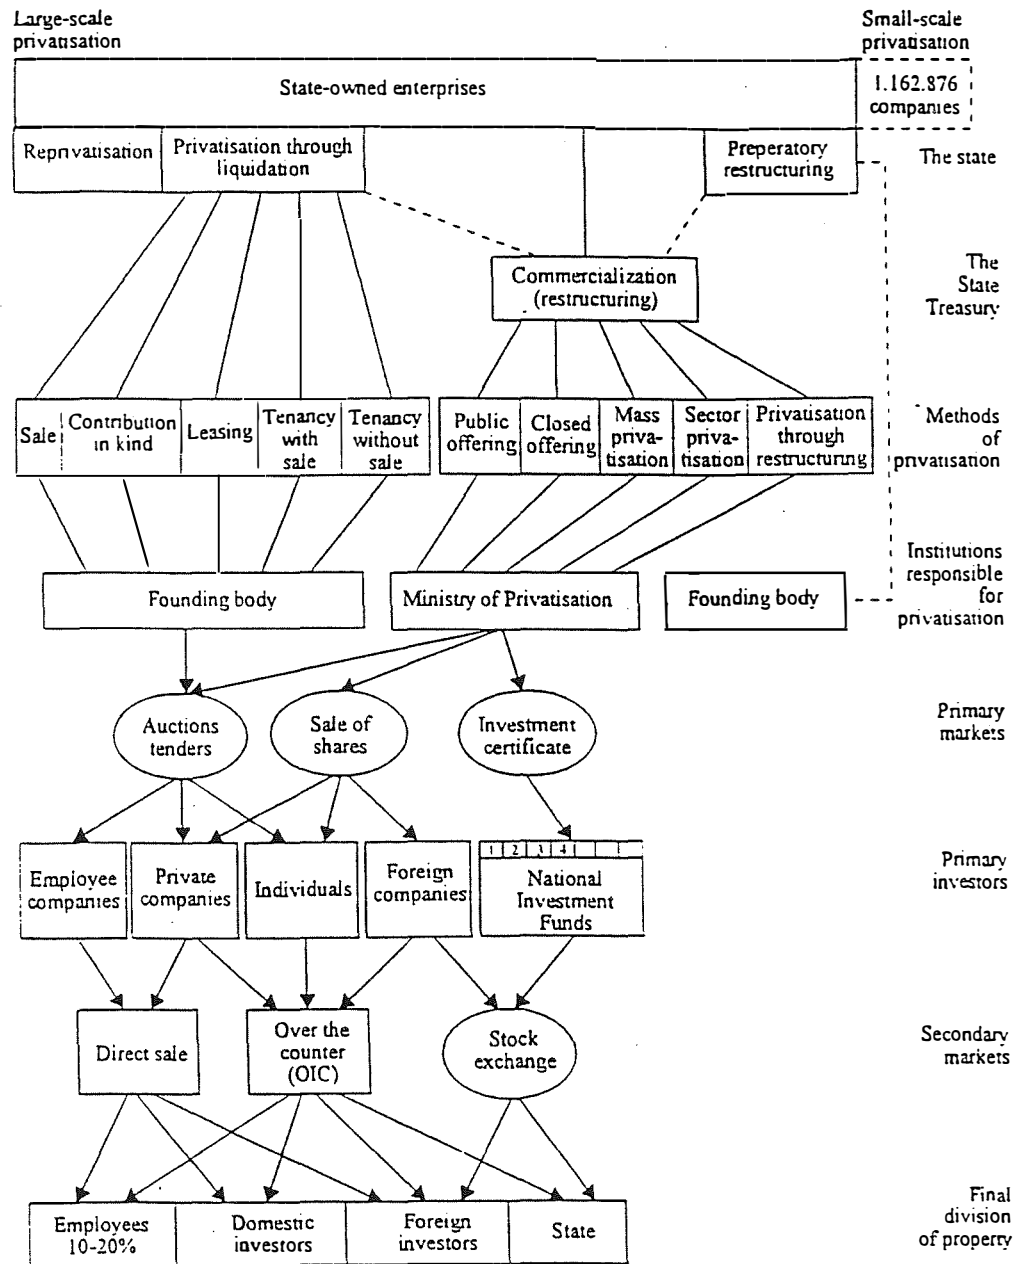 Large-scale
privatisation
Small-scale
privatisation
State-owned enterprises
1.162.876
companies
Reprivatisation
Privatisation through
liquidation
Preperatory
restructuring
The state
Commercialization
(restructuring)
The
State
Treasury
Sale
Contribution
in kind
Leasing
Tenancy
with
sale
Tenancy
without
sale
Public
offering
Closed
offering
Mass
priva-
tisation
Sector
priva-
tisation
Privatisation
through
restructuring
Methods
of
privatisation
Founding body
Ministry of Privatisation
Founding body
Institutions
responsible
for
privatisation
Auctions
tenders
Sale of
shares
Investment
certificate
Primary
markets
Employee
companies
Private
companies
Individuals
Foreign
companies
1 2 3 4
National
Investment
Funds
Primary
investors
Direct sale
Over the
counter
(OIC)
Stock
exchange
Secondary
markets
Employees
10-20%
Domestic
investors
Foreign
investors
State
Final
division
of property